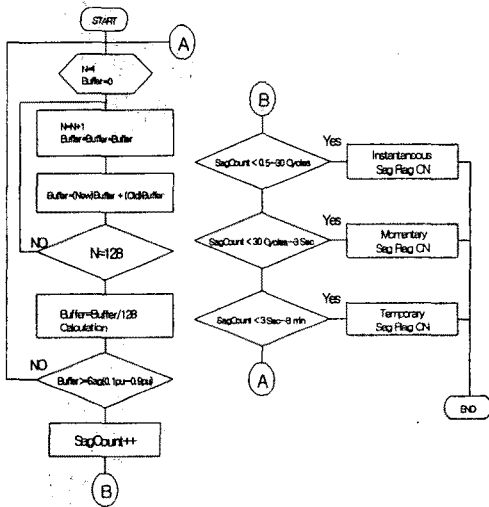 START
A
N=1
Buffer=0
N=N+1
Buffer=Buffer*Buffer
Buffer=(New)Buffer + (Old)Buffer
NO
N=128
Buffer=Buffer/128
Calculation
NO
Buffer>=Sag(0.1pu~0.9pu)
SagCount++
B
B
SagCount < 0.5~30 Cycles
Yes
Instantaneous
Sag Flag ON
SagCount < 30 Cycles~3 Sec
Yes
Momentary
Sag Flag ON
SagCount < 3 Sec~3 min
Yes
Temporary
Sag Flag ON
A
END